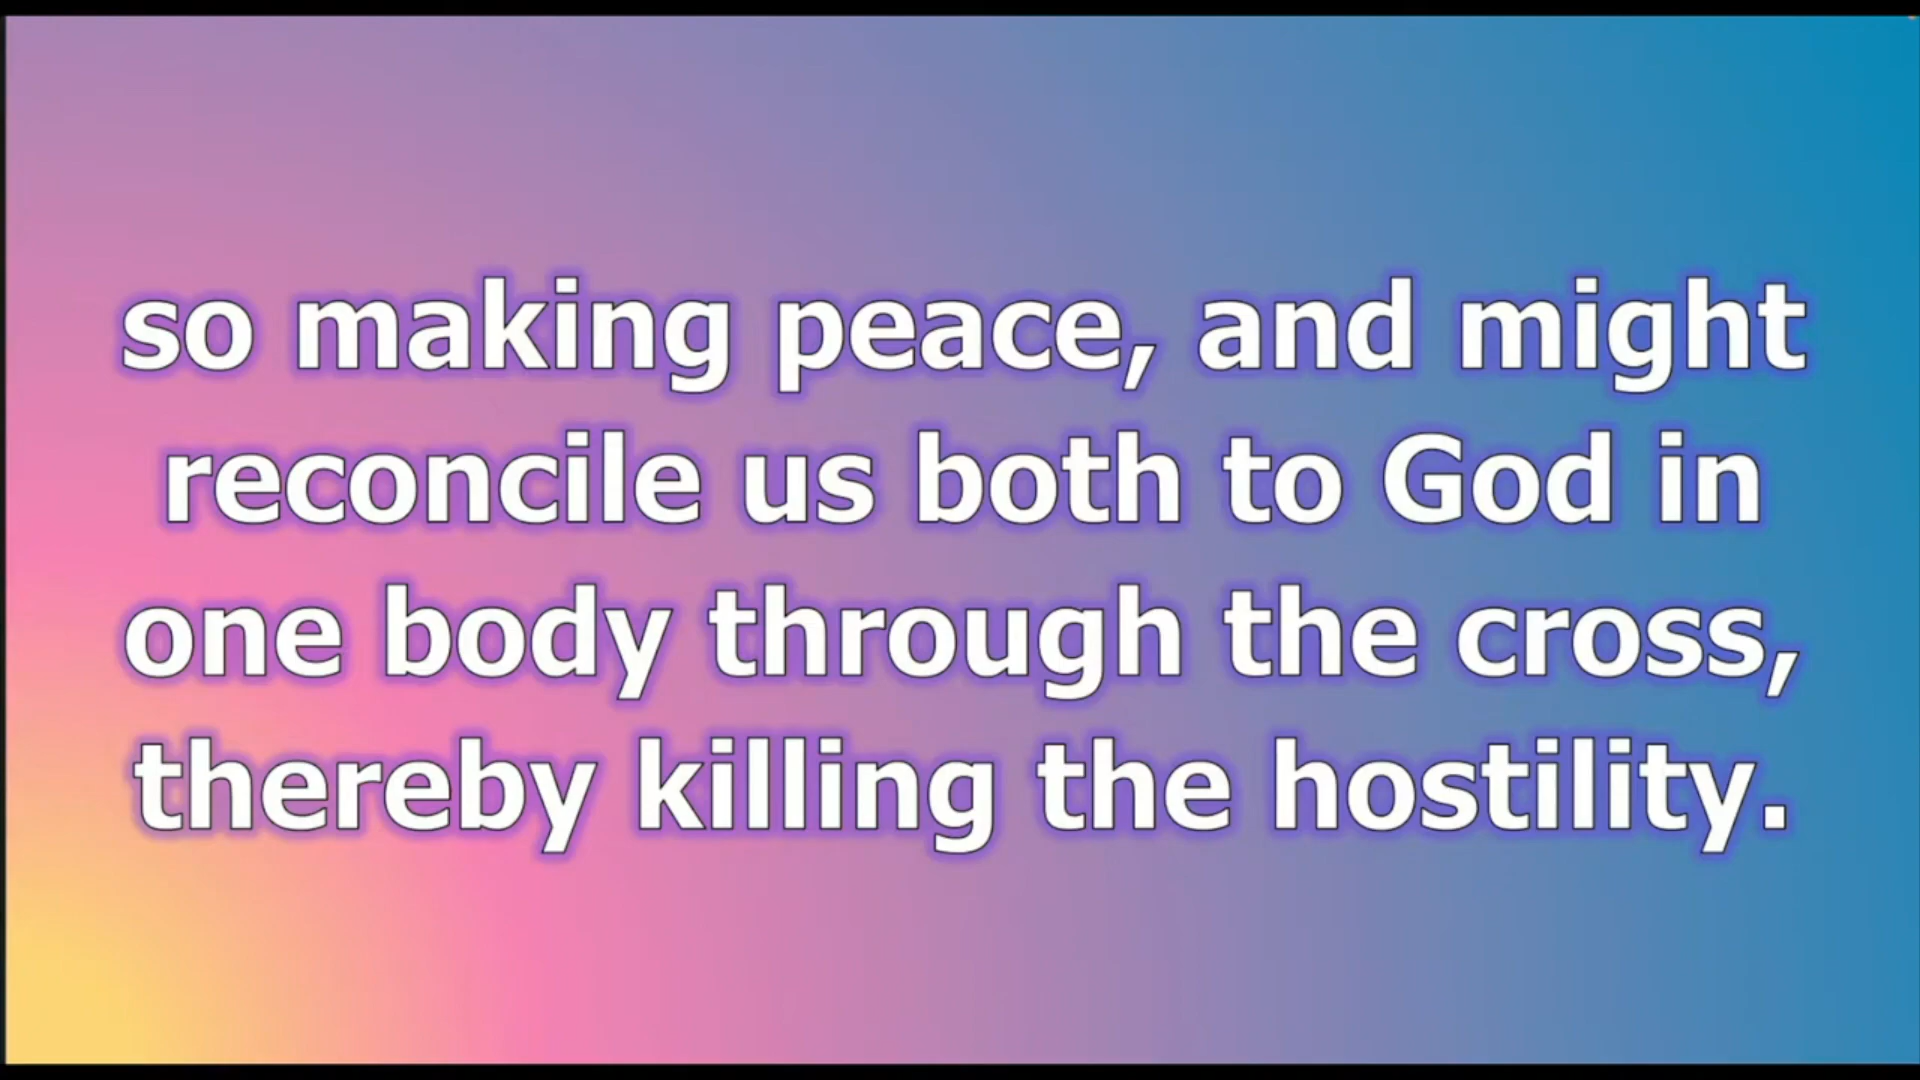 so making peace, and might
reconcile us both to God in
one body through the cross,
thereby killing the hostility.